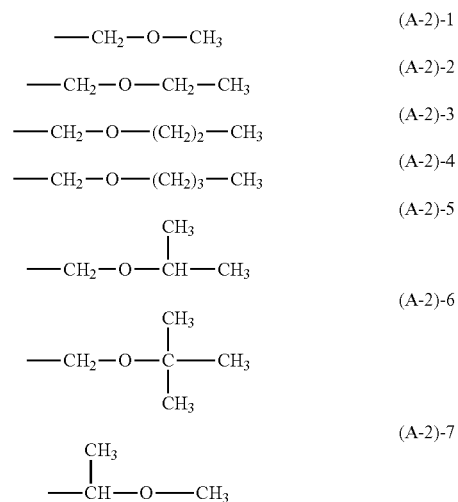 (A-2)-1
—CH₂—O—CH₃
(A-2)-2
—CH₂—O—CH₂—CH₃
(A-2)-3
—CH₂—O—(CH₂)₂—CH₃
(A-2)-4
—CH₂—O—(CH₂)₃—CH₃
(A-2)-5
CH₃
—CH₂—O—CH—CH₃
(A-2)-6
CH₃
—CH₂—O—C—CH₃
CH₃
(A-2)-7
CH₃
—CH—O—CH₃